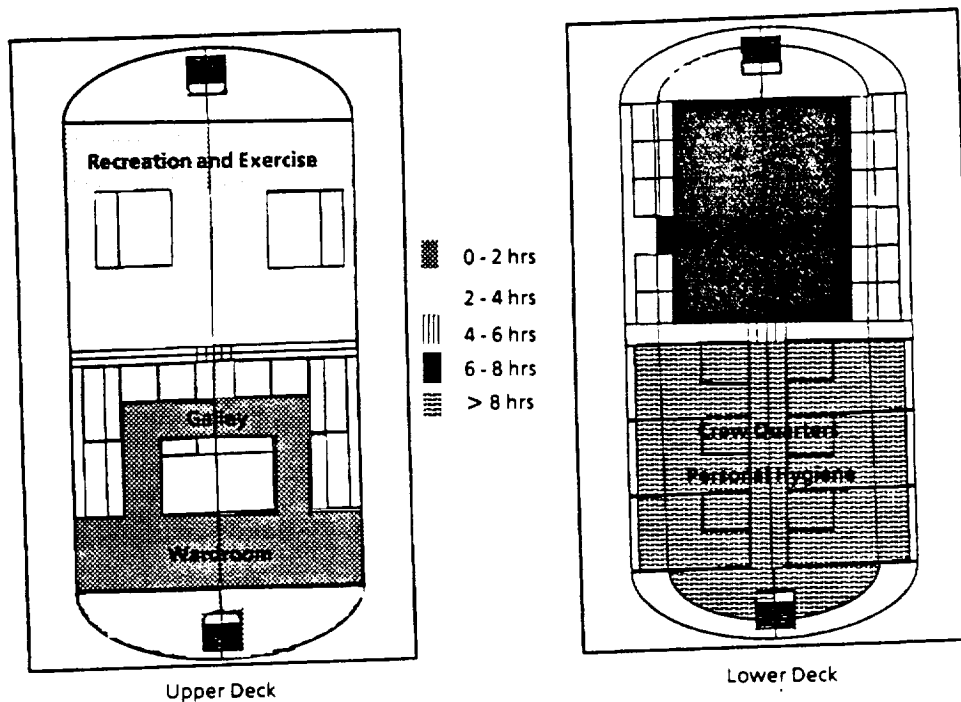 Recreation and Exercise
Galley
Wardroom
Upper Deck
0 - 2 hrs
2 - 4 hrs
4 - 6 hrs
6 - 8 hrs
> 8 hrs
Crew Quarters
Personal Hygiene
Lower Deck